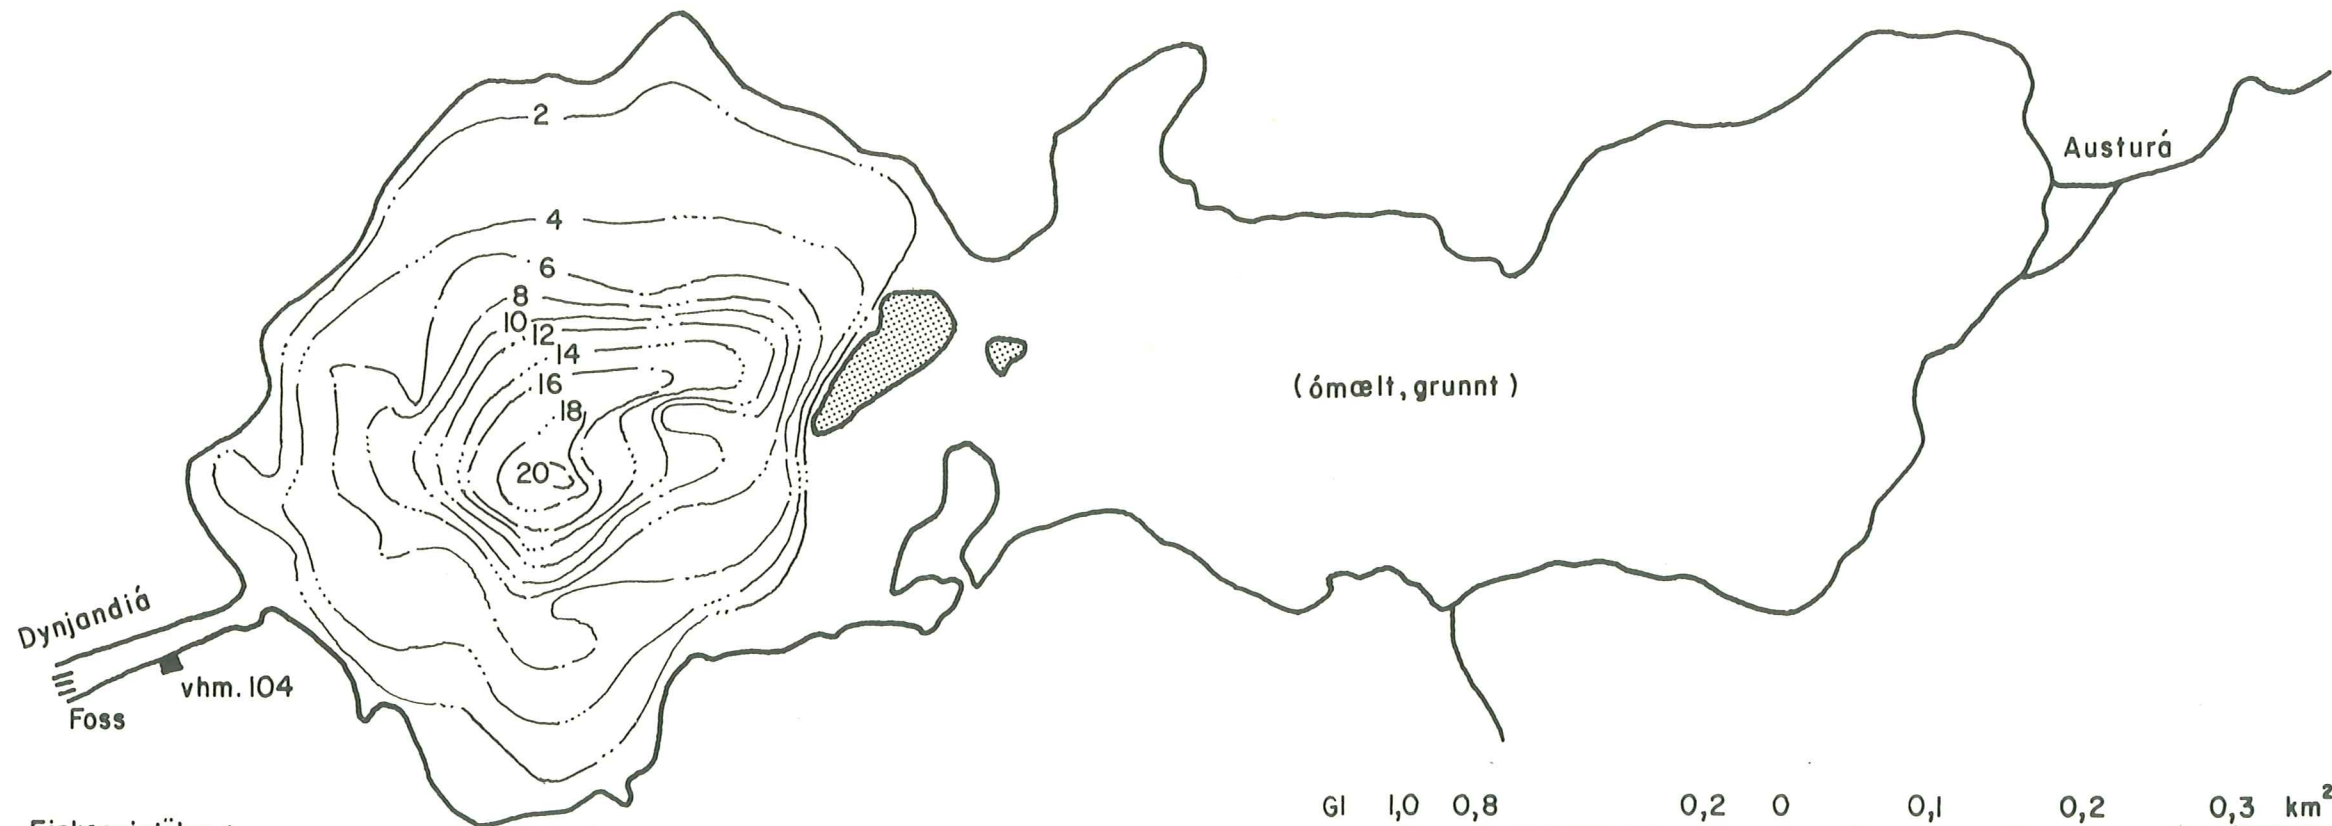 2
Austurá
4
6
8
10
12
14
16
(ómælt, grunnt)
18
20
Dynjandiá
vhm. 104
Foss
Gl 1,0 0,8 0,2 0 0,1 0,2 0,3 km²